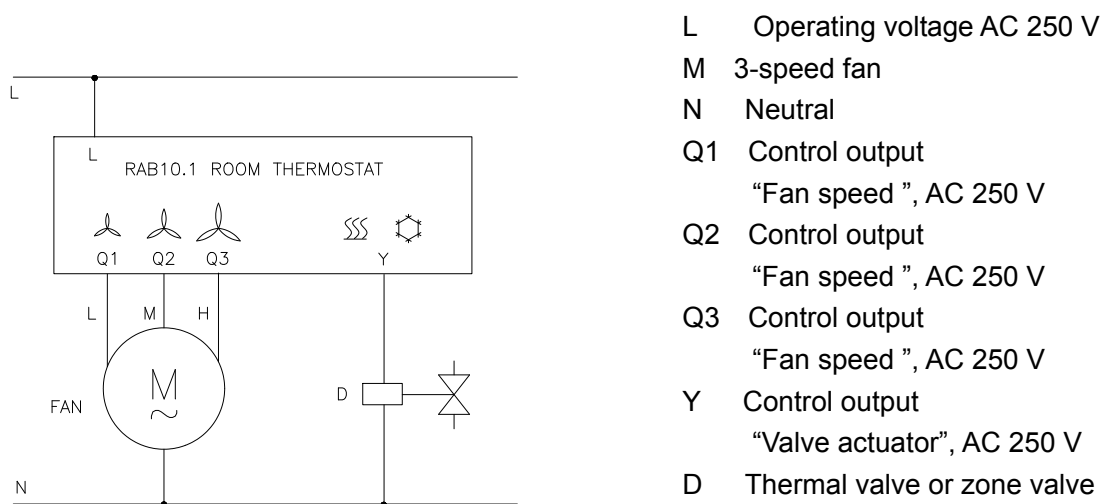 L
L
RAB10.1 ROOM THERMOSTAT
Q1 Q2 Q3 Y
L M H
M
~
D
FAN
N
L Operating voltage AC 250 V
M 3-speed fan
N Neutral
Q1 Control output
“Fan speed ”, AC 250 V
Q2 Control output
“Fan speed ”, AC 250 V
Q3 Control output
“Fan speed ”, AC 250 V
Y Control output
“Valve actuator”, AC 250 V
D Thermal valve or zone valve